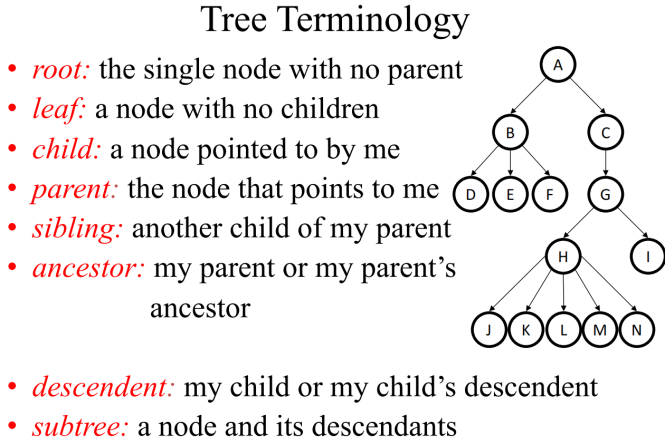 Tree Terminology
• root: the single node with no parent
• leaf: a node with no children
• child: a node pointed to by me
• parent: the node that points to me
• sibling: another child of my parent
• ancestor: my parent or my parent's
ancestor
• descendent: my child or my child's descendent
• subtree: a node and its descendants
A
B C
D E F G
H I
J K L M N